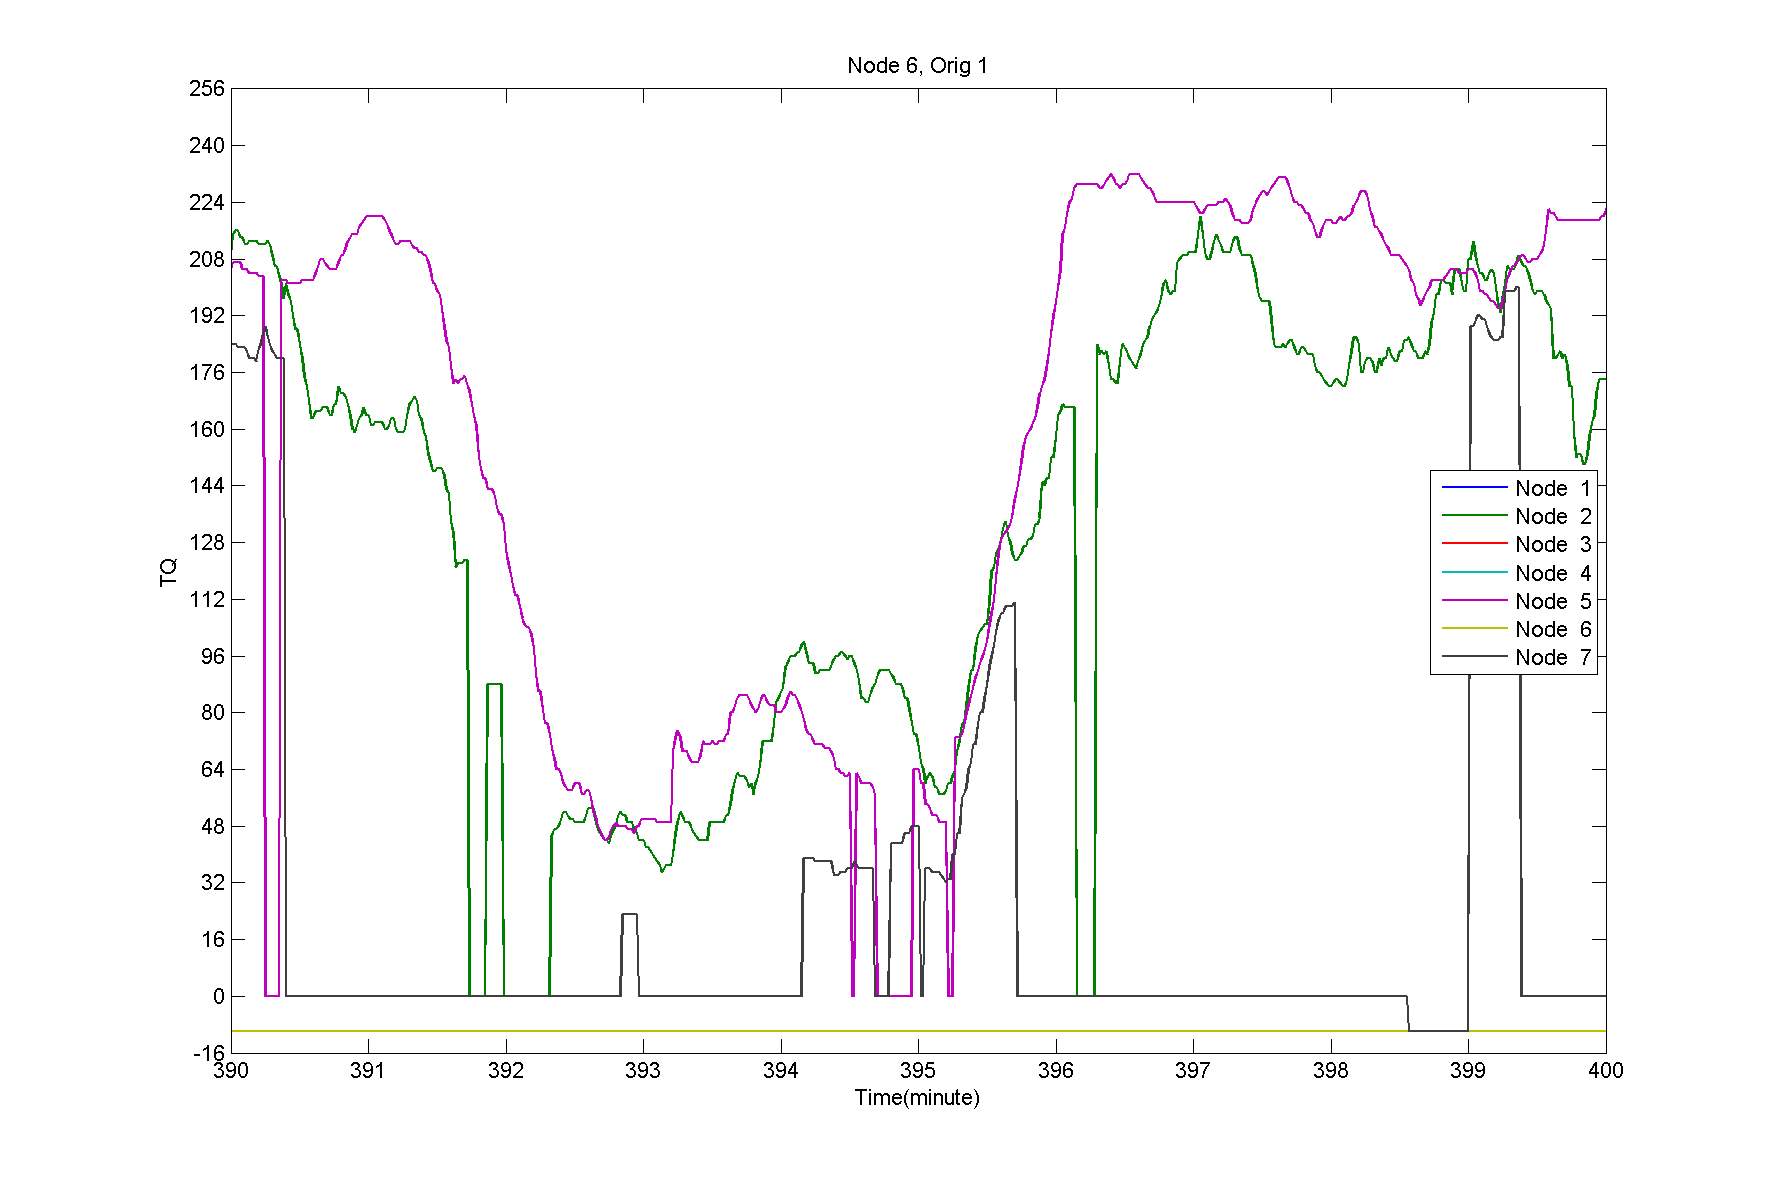 Node 6, Orig 1
256
240
224
208
192
176
160
144
128
112
96
80
64
48
32
16
0
-16
TQ
Node 1
Node 2
Node 3
Node 4
Node 5
Node 6
Node 7
390 391 392 393 394 395 396 397 398 399 400
Time(minute)